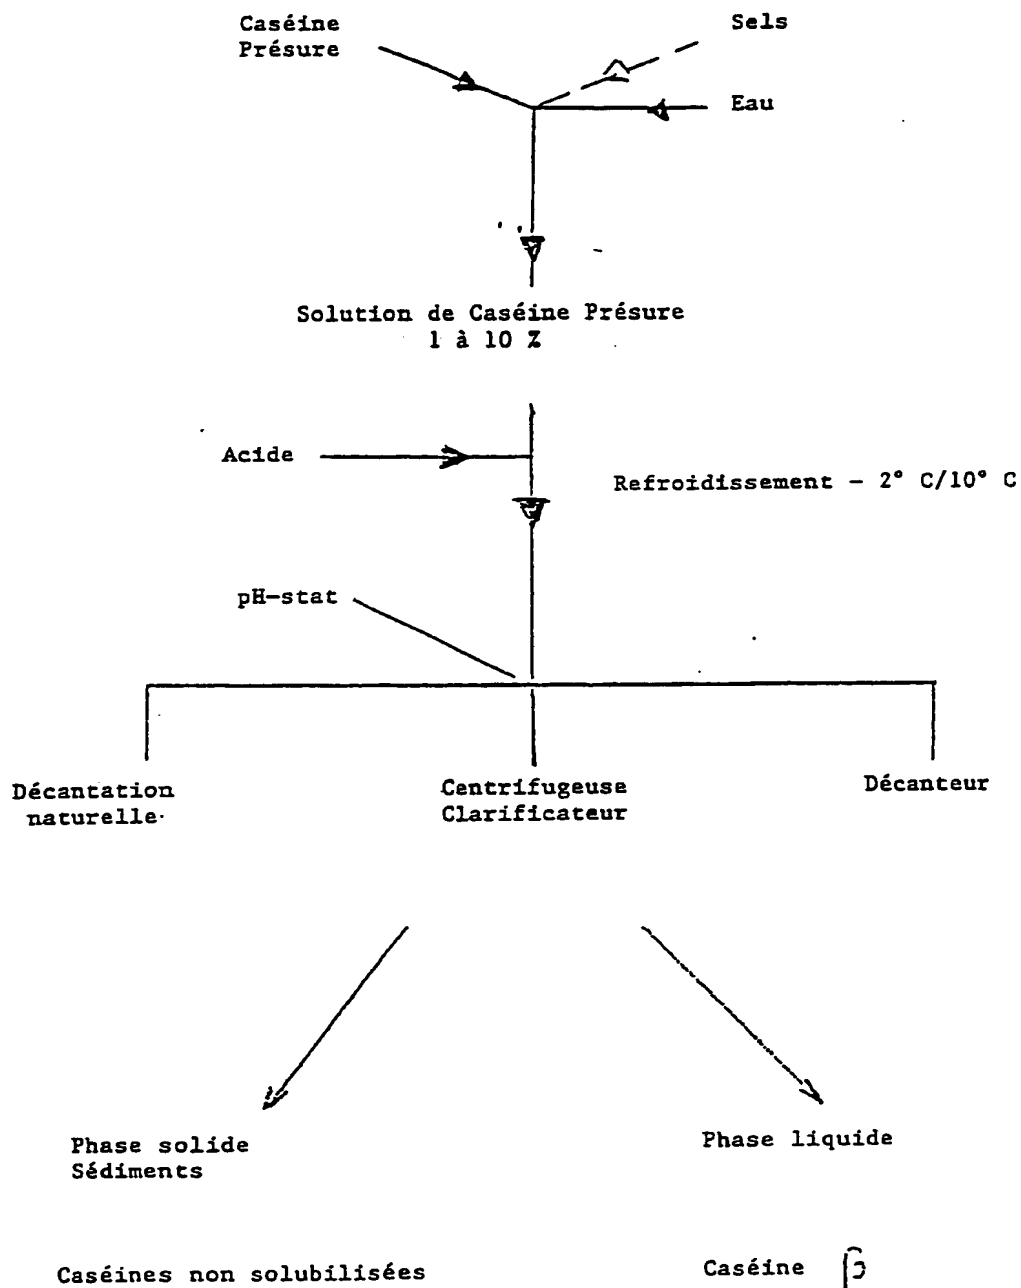 Caséine
Présure
Sels
Eau
Solution de Caséine Présure
1 à 10 %
Acide
Refroidissement - 2° C/10° C
pH-stat
Décantation
naturelle
Centrifugeuse
Clarificateur
Décanteur
Phase solide
Sédiments
Phase liquide
Caséines non solubilisées
Caséine β